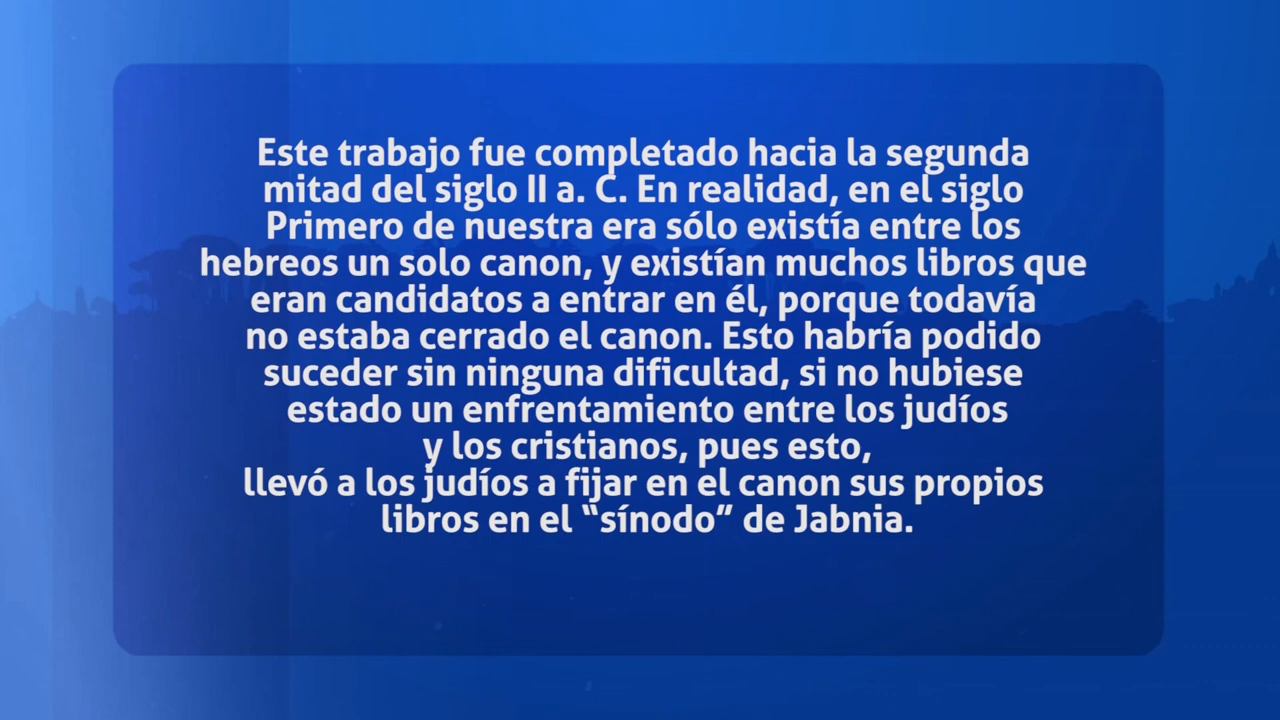 Este trabajo fue completado hacia la segunda
mitad del siglo II a. C. En realidad, en el siglo
Primero de nuestra era sólo existía entre los
hebreos un solo canon, y existían muchos libros que
eran candidatos a entrar en él, porque todavía
no estaba cerrado el canon. Esto habría podido
suceder sin ninguna dificultad, si no hubiese
estado un enfrentamiento entre los judíos
y los cristianos, pues esto,
llevó a los judíos a fijar en el canon sus propios
libros en el “sínodo” de Jabnia.